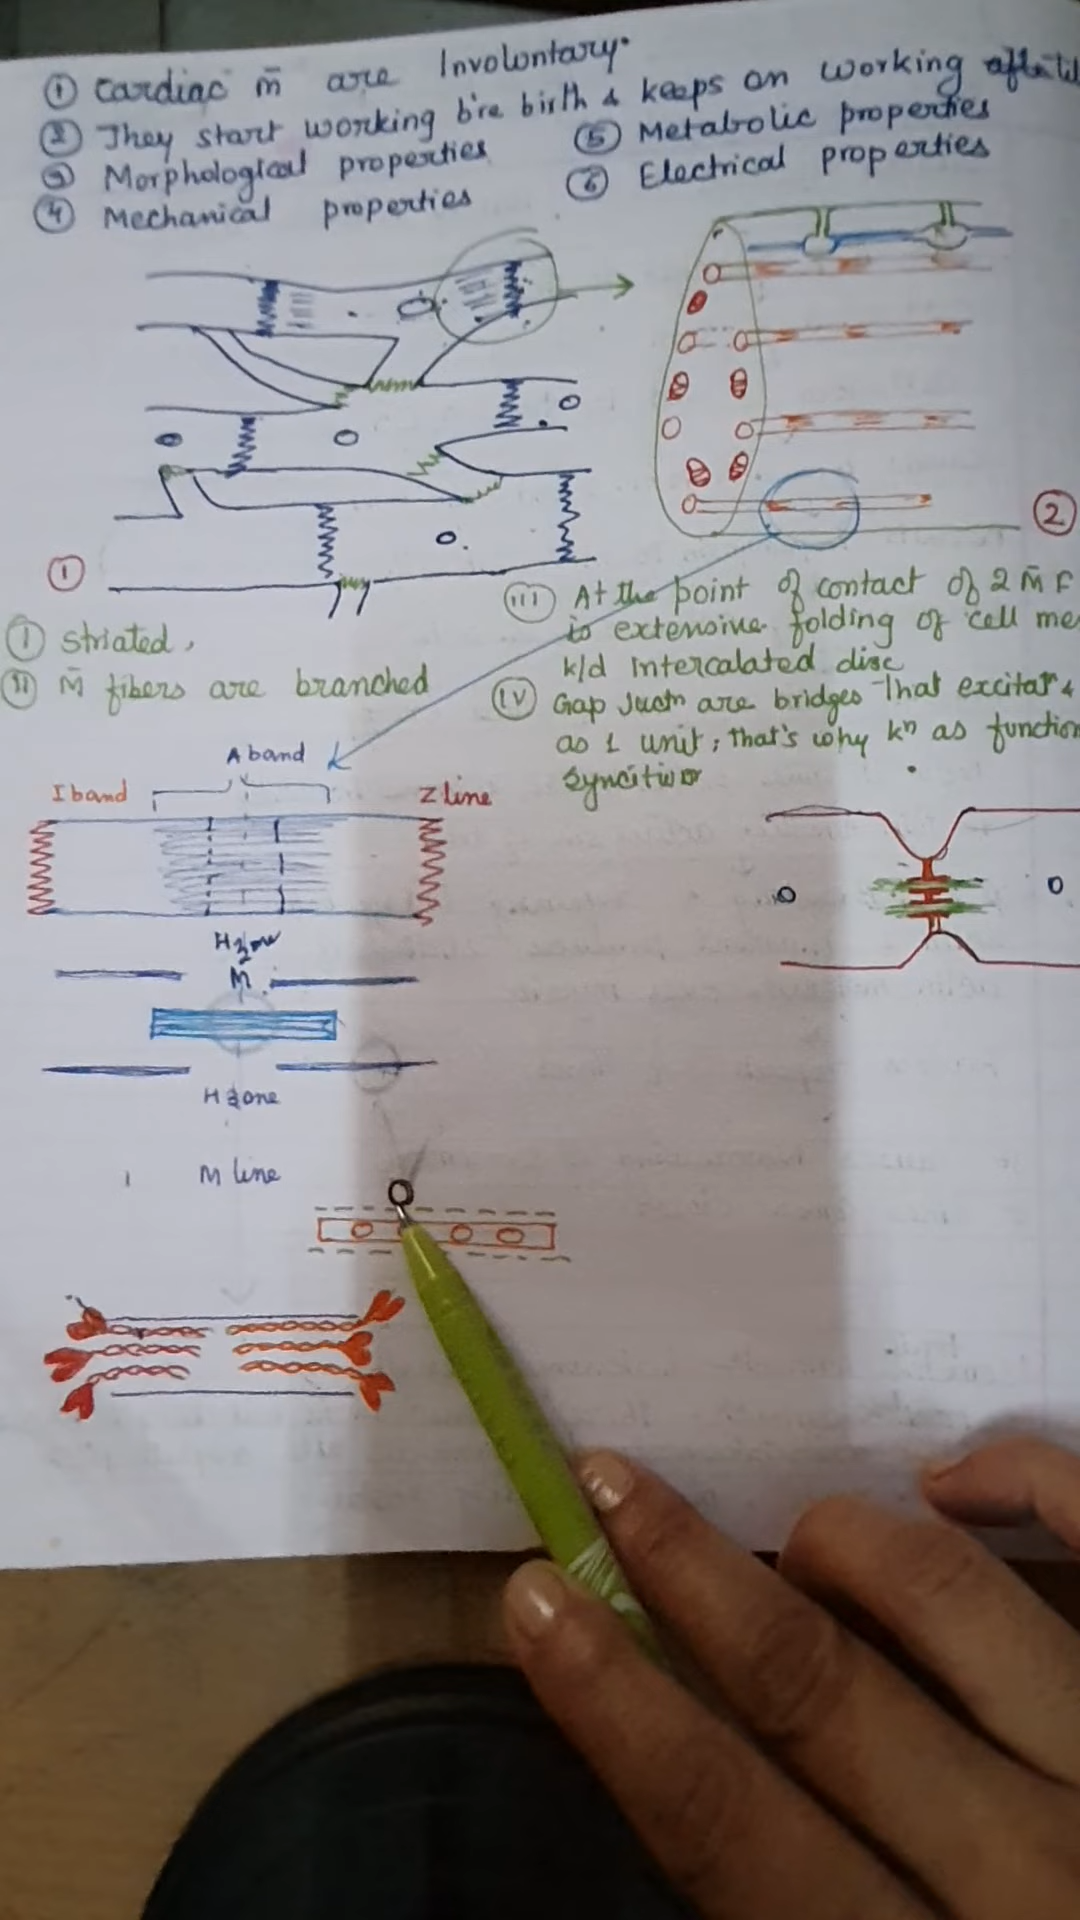 ① Cardiac m̄ are Involuntary.
② They start working b're birth & keeps on working
③ Morphological properties
④ Mechanical properties
⑤ Metabolic properties
⑥ Electrical properties
①
②
Ⓘ striated,
Ⓘⓘ M̄ fibers are branched
ⓘⓘⓘ At the point of contact of 2 M̄ F
is extensive folding of cell me
k/d Intercalated disc
ⓘⓥ Gap Juctn are bridges That excitatn &
as 1 unit, that's why kn as function
A band
I band
Z line
H zone
M
H zone
M line